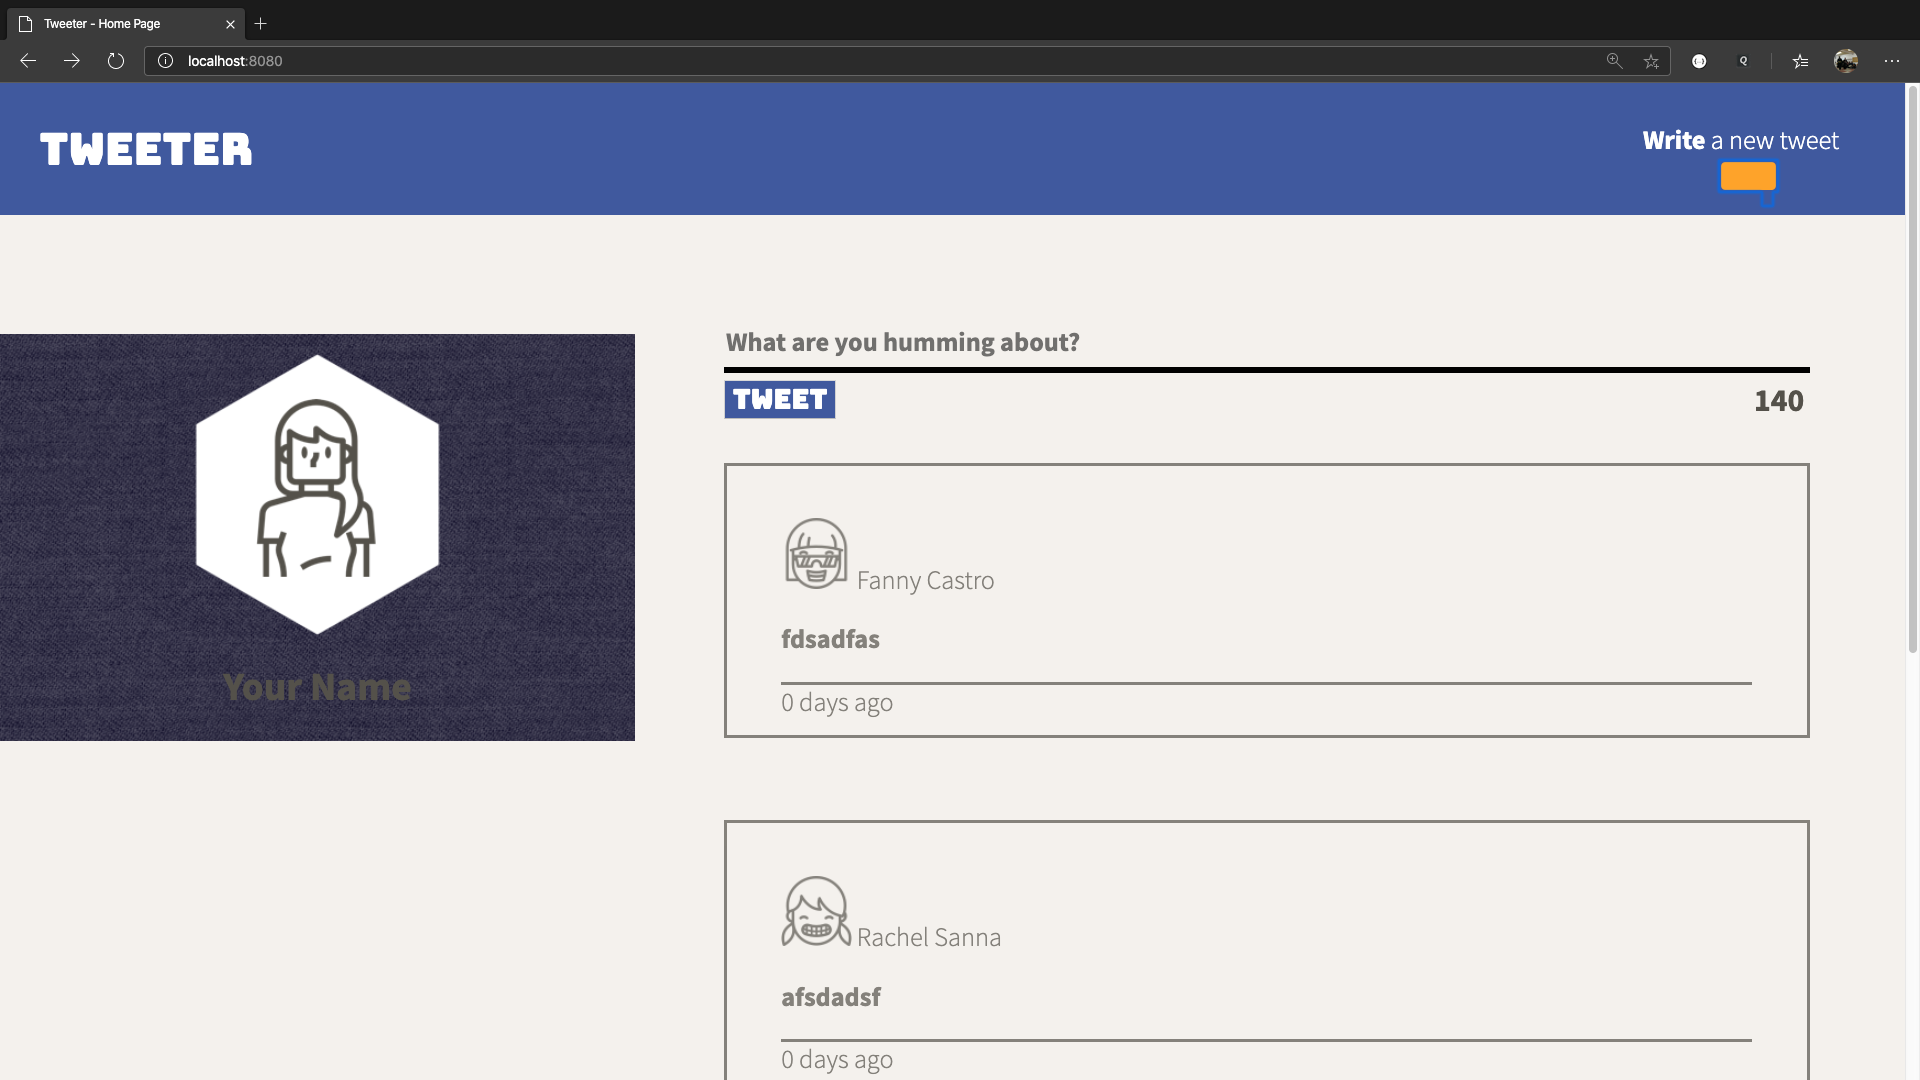 Tweeter - Home Page
localhost:8080
TWEETER
Write a new tweet
Your Name
What are you humming about?
TWEET
140
Fanny Castro
fdsadfas
0 days ago
Rachel Sanna
afsdadsf
0 days ago